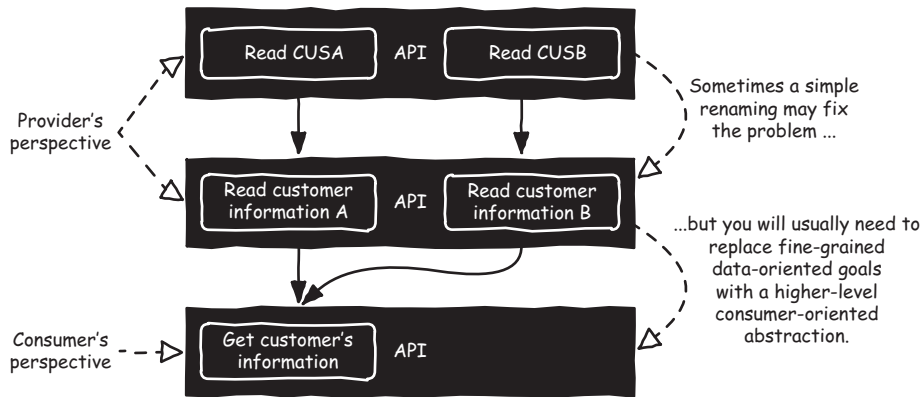 Read CUSA
API
Read CUSB
Sometimes a simple
renaming may fix
the problem ...
Provider's
perspective
Read customer
information A
API
Read customer
information B
...but you will usually need to
replace fine-grained
data-oriented goals
with a higher-level
consumer-oriented
abstraction.
Consumer's
perspective
Get customer's
information
API